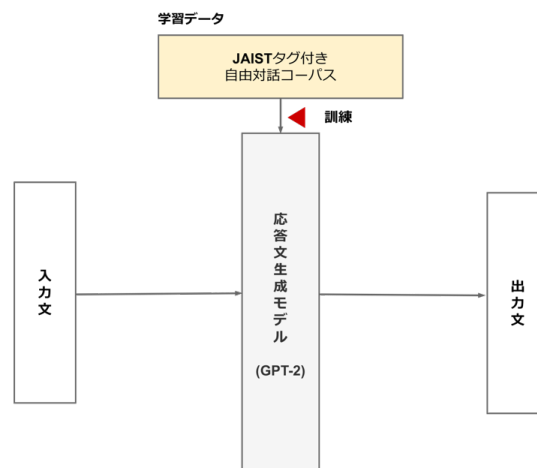 学習データ
JAISTタグ付き
自由対話コーパス
訓練
入力文
応答文生成モデル
(GPT-2)
出力文